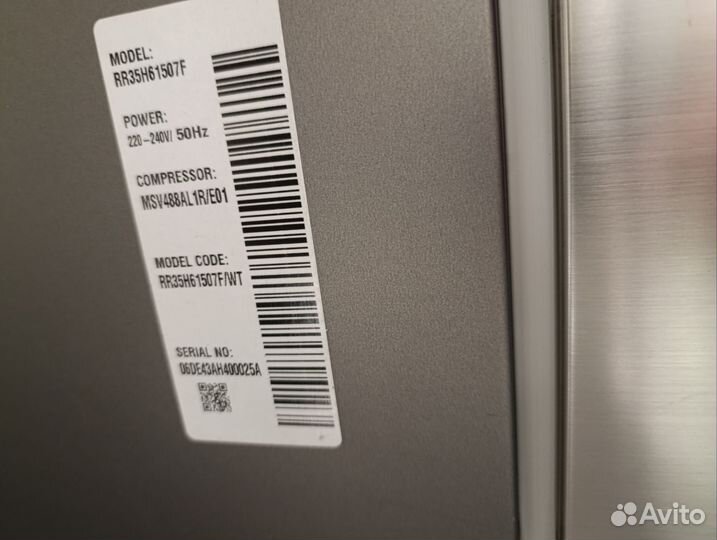 MODEL:
RR35H61507F
POWER:
220-240V/ 50Hz
COMPRESSOR:
MSV488AL1R/E01
MODEL CODE:
RR35H61507F/WT
SERIAL NO:
06DE43AH400025A
Avito